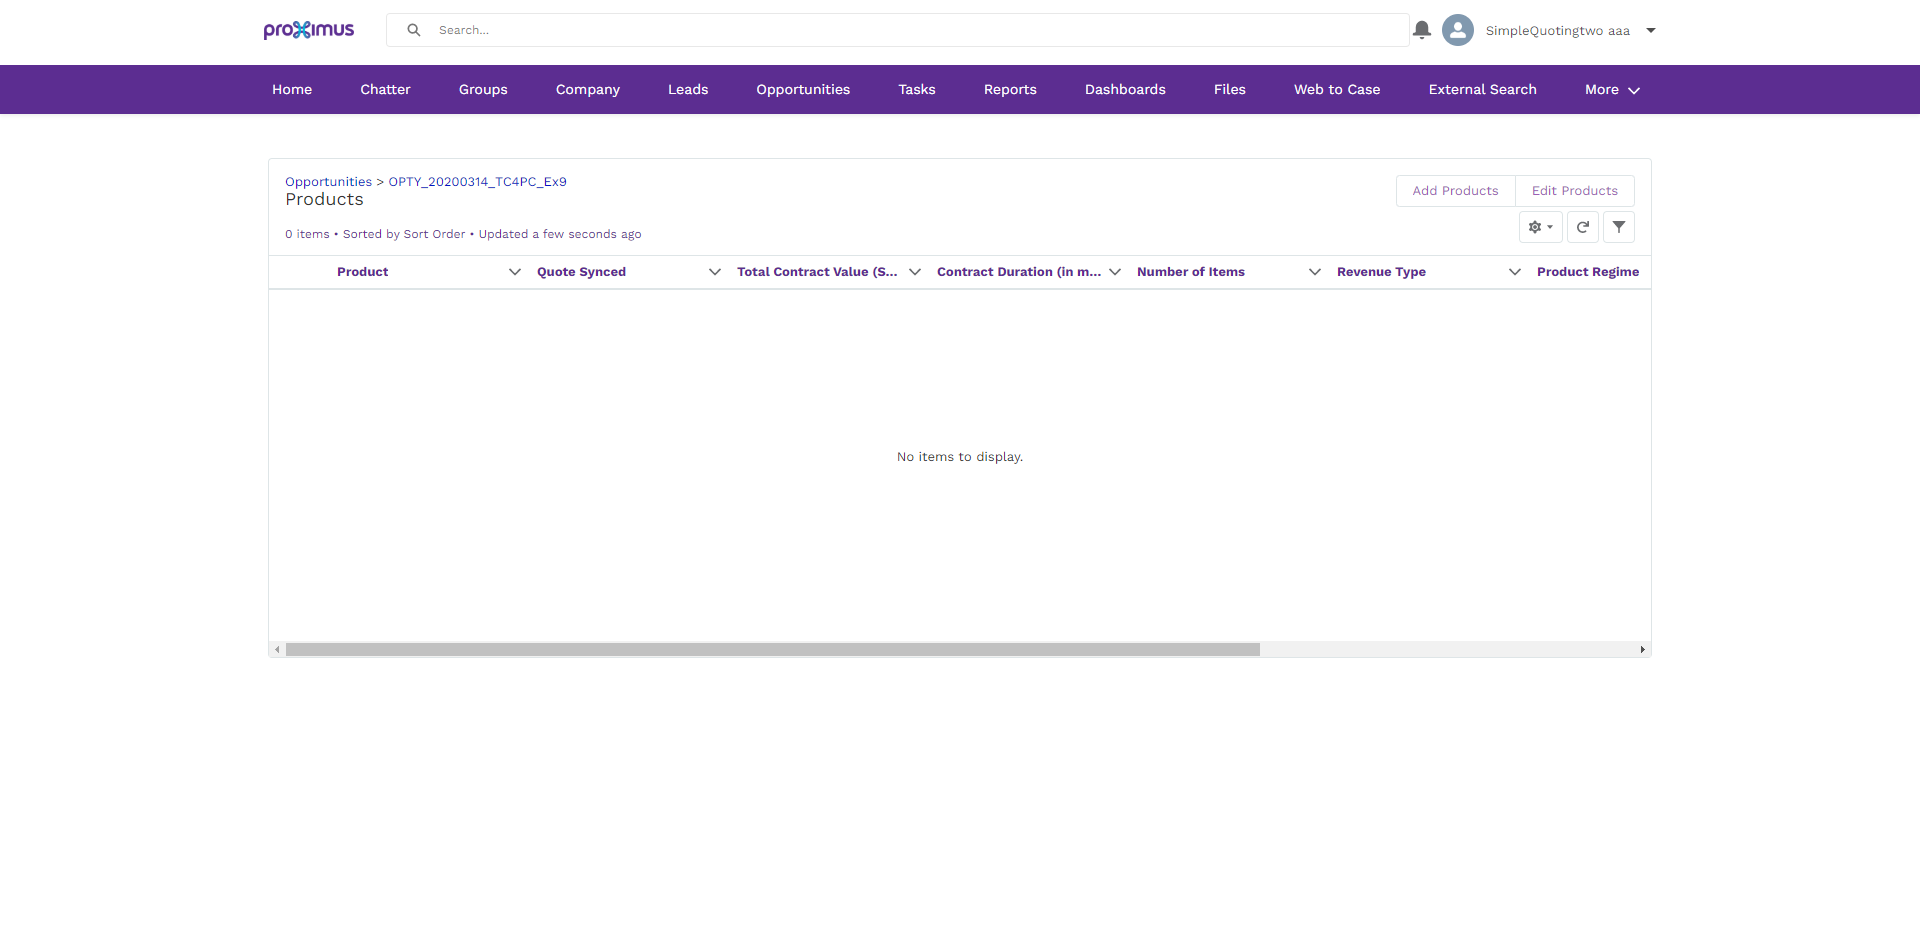 proximus
Search...
SimpleQuotingtwo aaa
Home Chatter Groups Company Leads Opportunities Tasks Reports Dashboards Files Web to Case External Search More
Opportunities > OPTY_20200314_TC4PC_Ex9
Products
Add Products Edit Products
0 items • Sorted by Sort Order • Updated a few seconds ago
Product Quote Synced Total Contract Value (S... Contract Duration (in m... Number of Items Revenue Type Product Regime
No items to display.